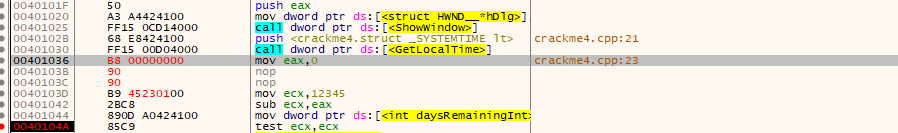 0040101F 50 push eax
00401020 A3 A4424100 mov dword ptr ds:[<struct HWND__*hDlg>]
00401025 FF15 0CD14000 call dword ptr ds:[<ShowWindow>]
0040102B 68 E8424100 push <crackme4.struct _SYSTEMTIME lt> crackme4.cpp:21
00401030 FF15 00D04000 call dword ptr ds:[<GetLocalTime>]
00401036 B8 00000000 mov eax,0 crackme4.cpp:23
0040103B 90 nop
0040103C 90 nop
0040103D B9 45230100 mov ecx,12345
00401042 2BC8 sub ecx,eax
00401044 890D A0424100 mov dword ptr ds:[<int daysRemainingInt>
0040104A 85C9 test ecx,ecx